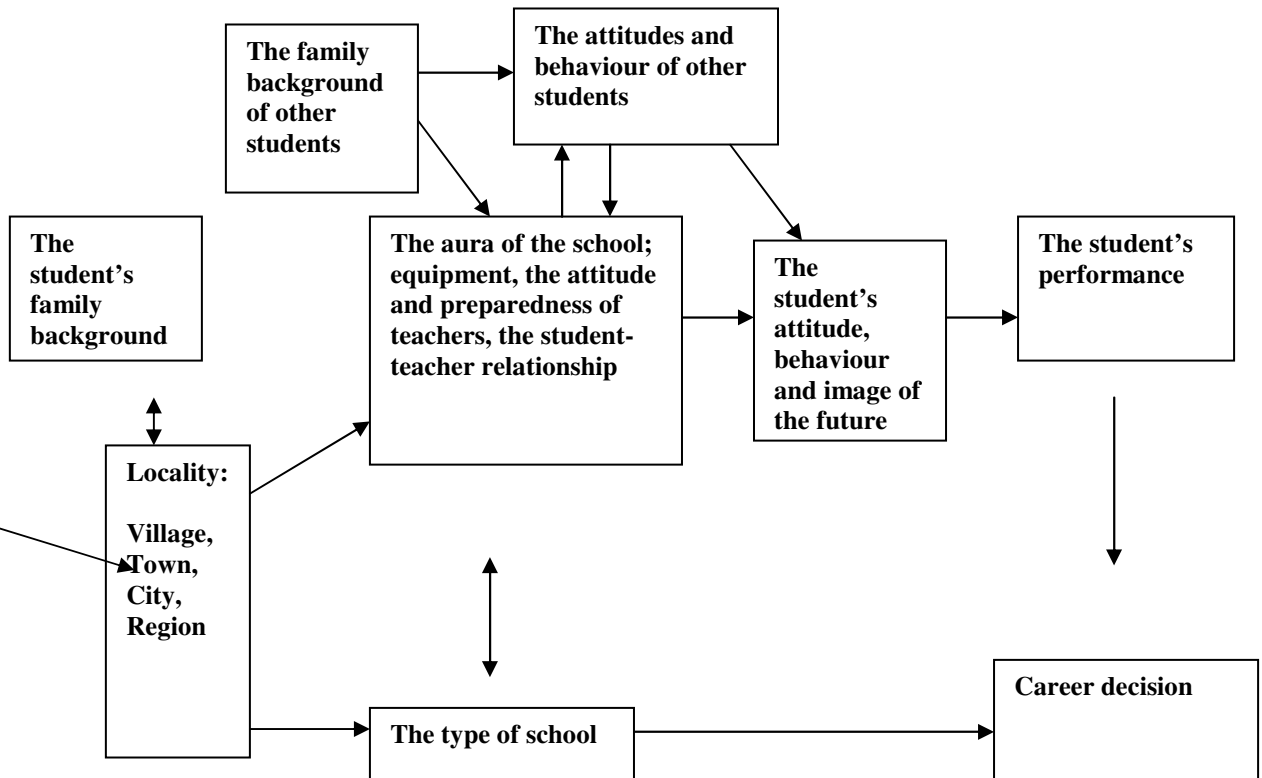 The family
background
of other
students
The attitudes and
behaviour of other
students
The
student’s
family
background
The aura of the school;
equipment, the attitude
and preparedness of
teachers, the student-
teacher relationship
The
student’s
attitude,
behaviour
and image of
the future
The student’s
performance
Locality:
Village,
Town,
City,
Region
The type of school
Career decision